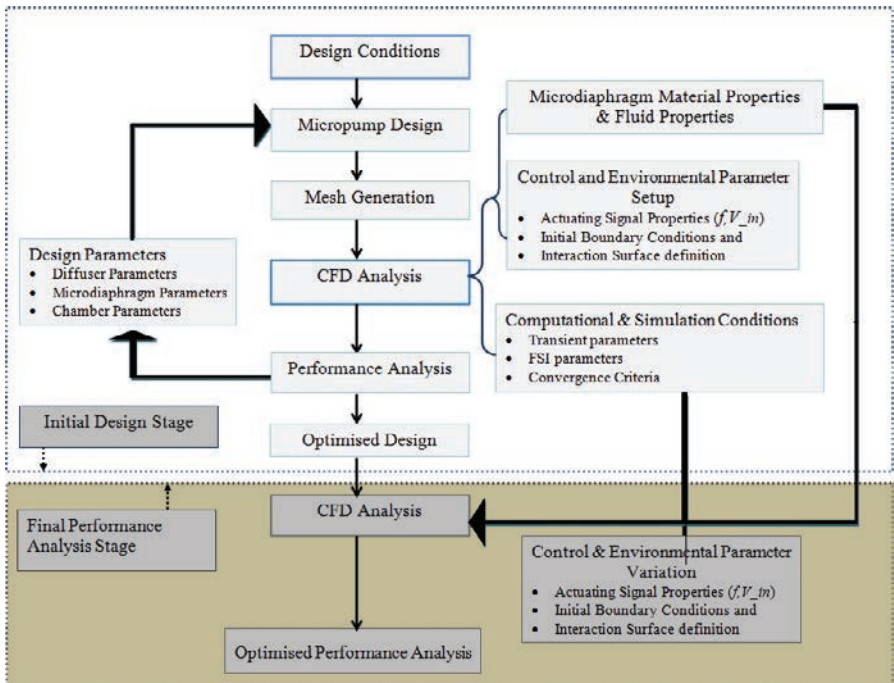 Design Conditions
Micropump Design
Mesh Generation
CFD Analysis
Performance Analysis
Optimised Design
Design Parameters
• Diffuser Parameters
• Microdiaphragm Parameters
• Chamber Parameters
Microdiaphragm Material Properties
& Fluid Properties
Control and Environmental Parameter
Setup
• Actuating Signal Properties (f,V_in)
• Initial Boundary Conditions and
• Interaction Surface definition
Computational & Simulation Conditions
• Transient parameters
• FSI parameters
• Convergence Criteria
Initial Design Stage
Final Performance
Analysis Stage
CFD Analysis
Control & Environmental Parameter
Variation
• Actuating Signal Properties (f,V_in)
• Initial Boundary Conditions and
• Interaction Surface definition
Optimised Performance Analysis